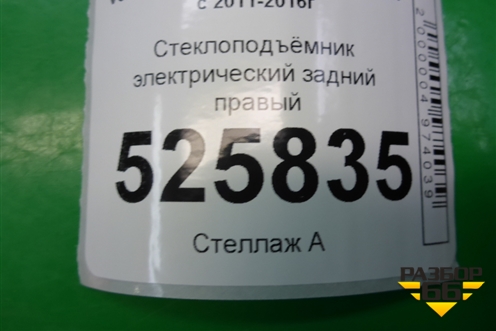 с 2011-2016г
Стеклоподъёмник
электрический задний
правый
525835
Стеллаж А
2000004974039
РАЗБОР
66